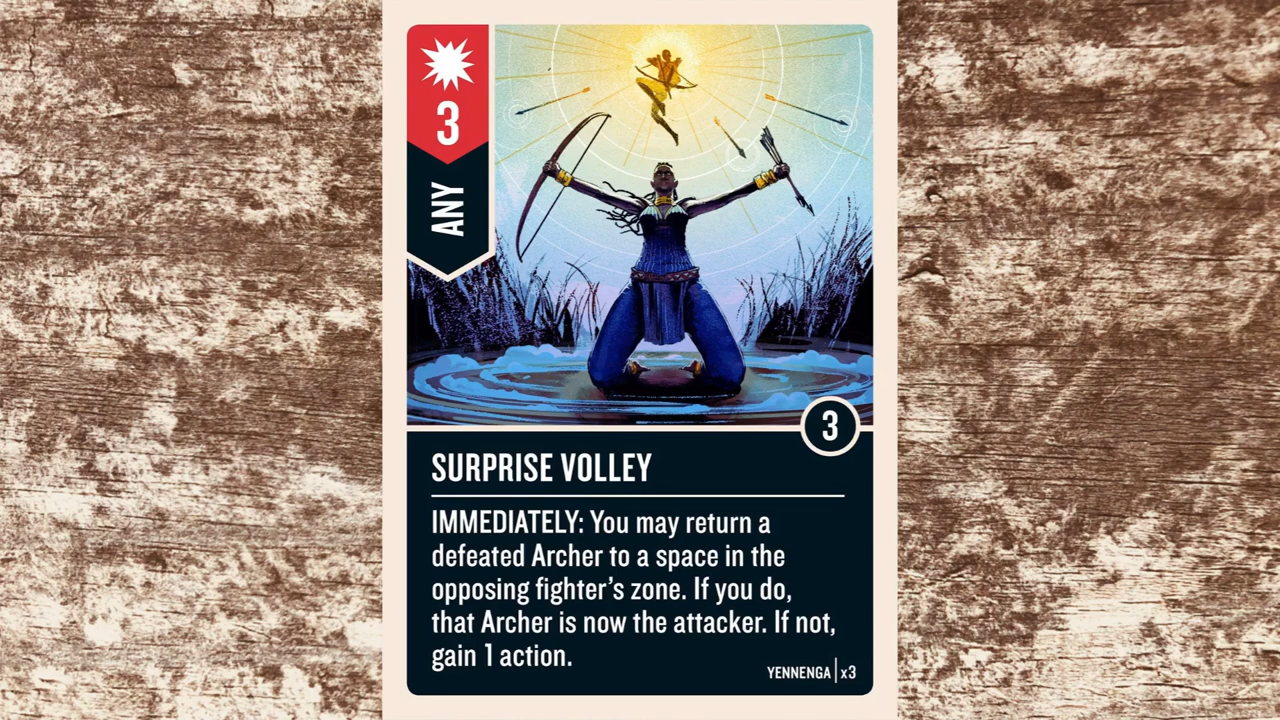 3
ANY
3
SURPRISE VOLLEY
IMMEDIATELY: You may return a
defeated Archer to a space in the
opposing fighter’s zone. If you do,
that Archer is now the attacker. If not,
gain 1 action.
YENNENGA | x3